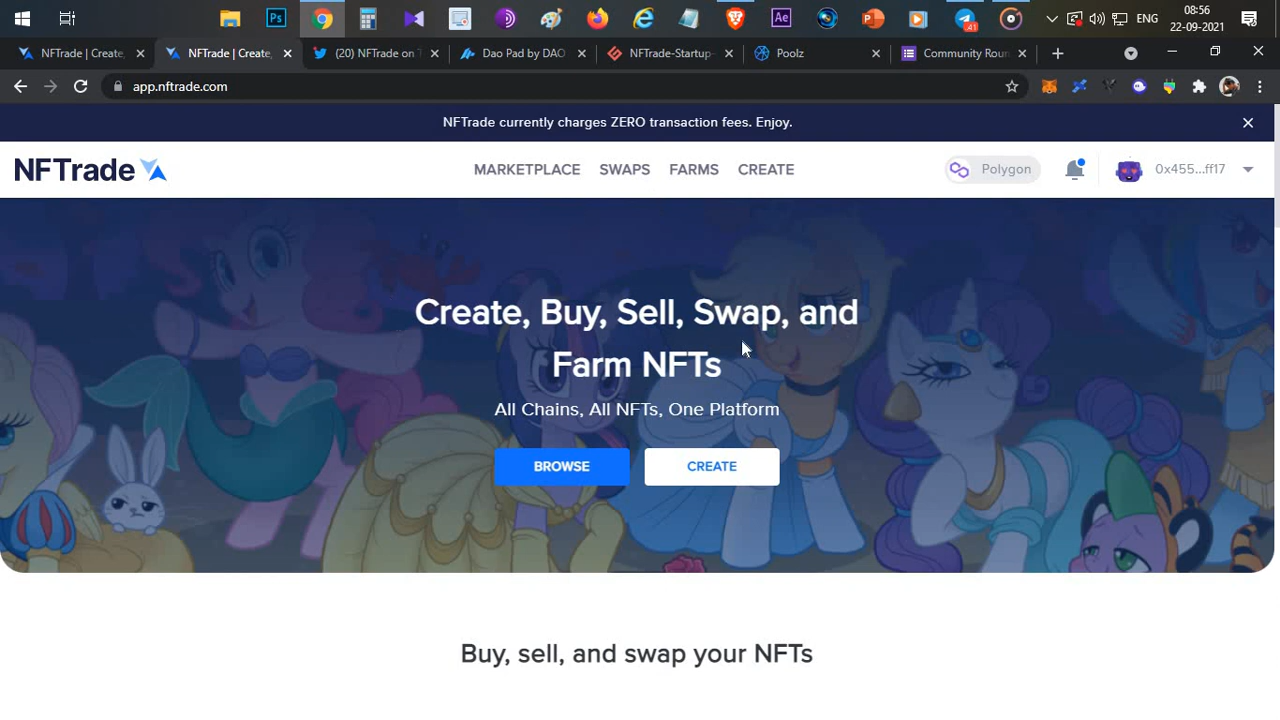 Ps
Ae
41
ENG
08:56
22-09-2021
NFTrade | Create,
NFTrade | Create,
(20) NFTrade on T
Dao Pad by DAO
NFTrade-Startup-
Poolz
Community Roun
app.nftrade.com
NFTrade currently charges ZERO transaction fees. Enjoy.
NFTrade
MARKETPLACE SWAPS FARMS CREATE
Polygon
0x455...ff17
Create, Buy, Sell, Swap, and
Farm NFTs
All Chains, All NFTs, One Platform
BROWSE
CREATE
Buy, sell, and swap your NFTs